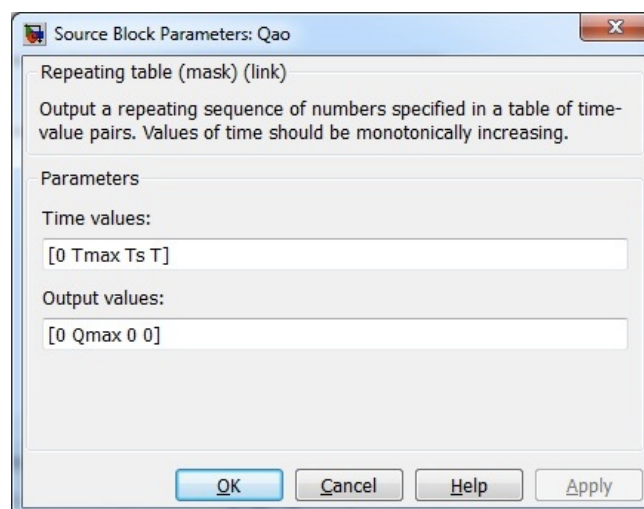 Source Block Parameters: Qao
Repeating table (mask) (link)
Output a repeating sequence of numbers specified in a table of time-
value pairs. Values of time should be monotonically increasing.
Parameters
Time values:
[0 Tmax Ts T]
Output values:
[0 Qmax 0 0]
OK Cancel Help Apply